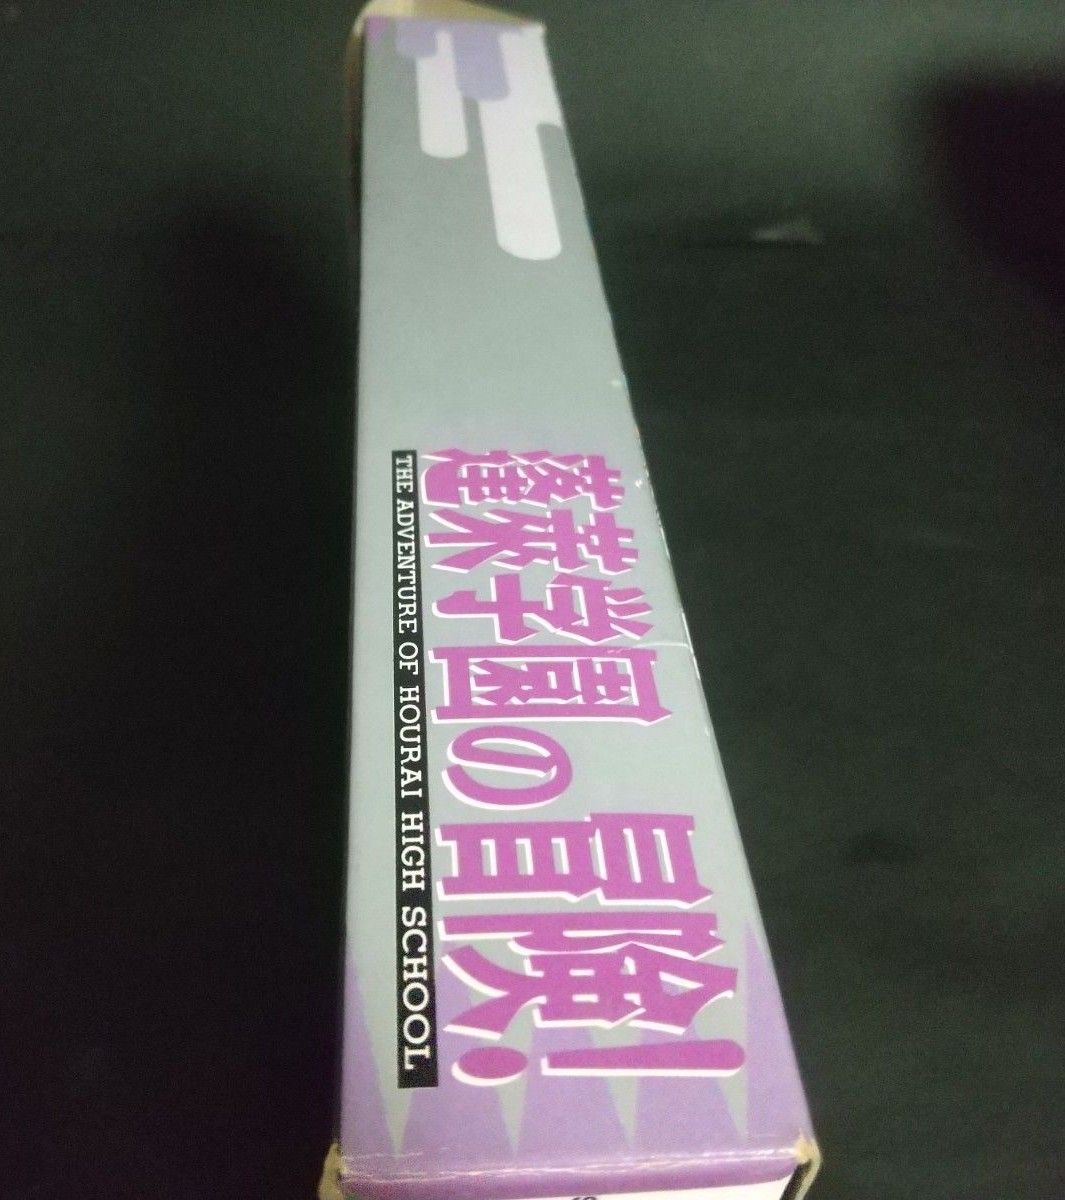 蓬萊学園の冒険!
THE ADVENTURE OF HOURAI HIGH SCHOOL